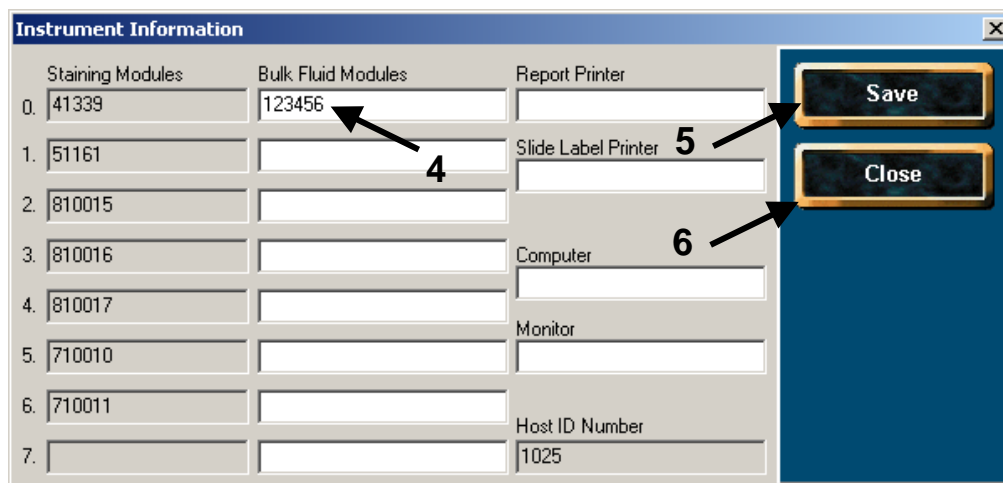 Instrument Information
Staining Modules Bulk Fluid Modules Report Printer
0. 41339 123456
Save
5
1. 51161
4
Slide Label Printer
Close
2. 810015
6
3. 810016
Computer
4. 810017
Monitor
5. 710010
6. 710011
Host ID Number
7. 1025